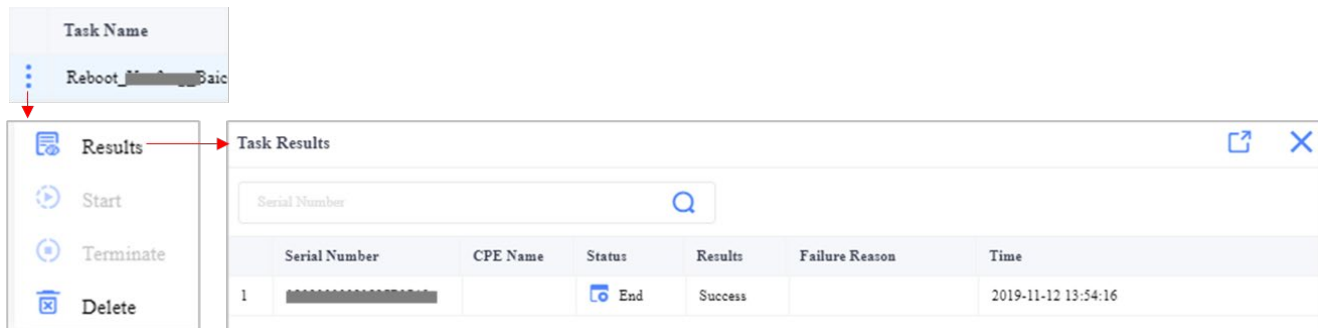 Task Name
Reboot_ _Baic
Results
Start
Terminate
Delete
Task Results
Serial Number
Serial Number CPE Name Status Results Failure Reason Time
1 End Success 2019-11-12 13:54:16